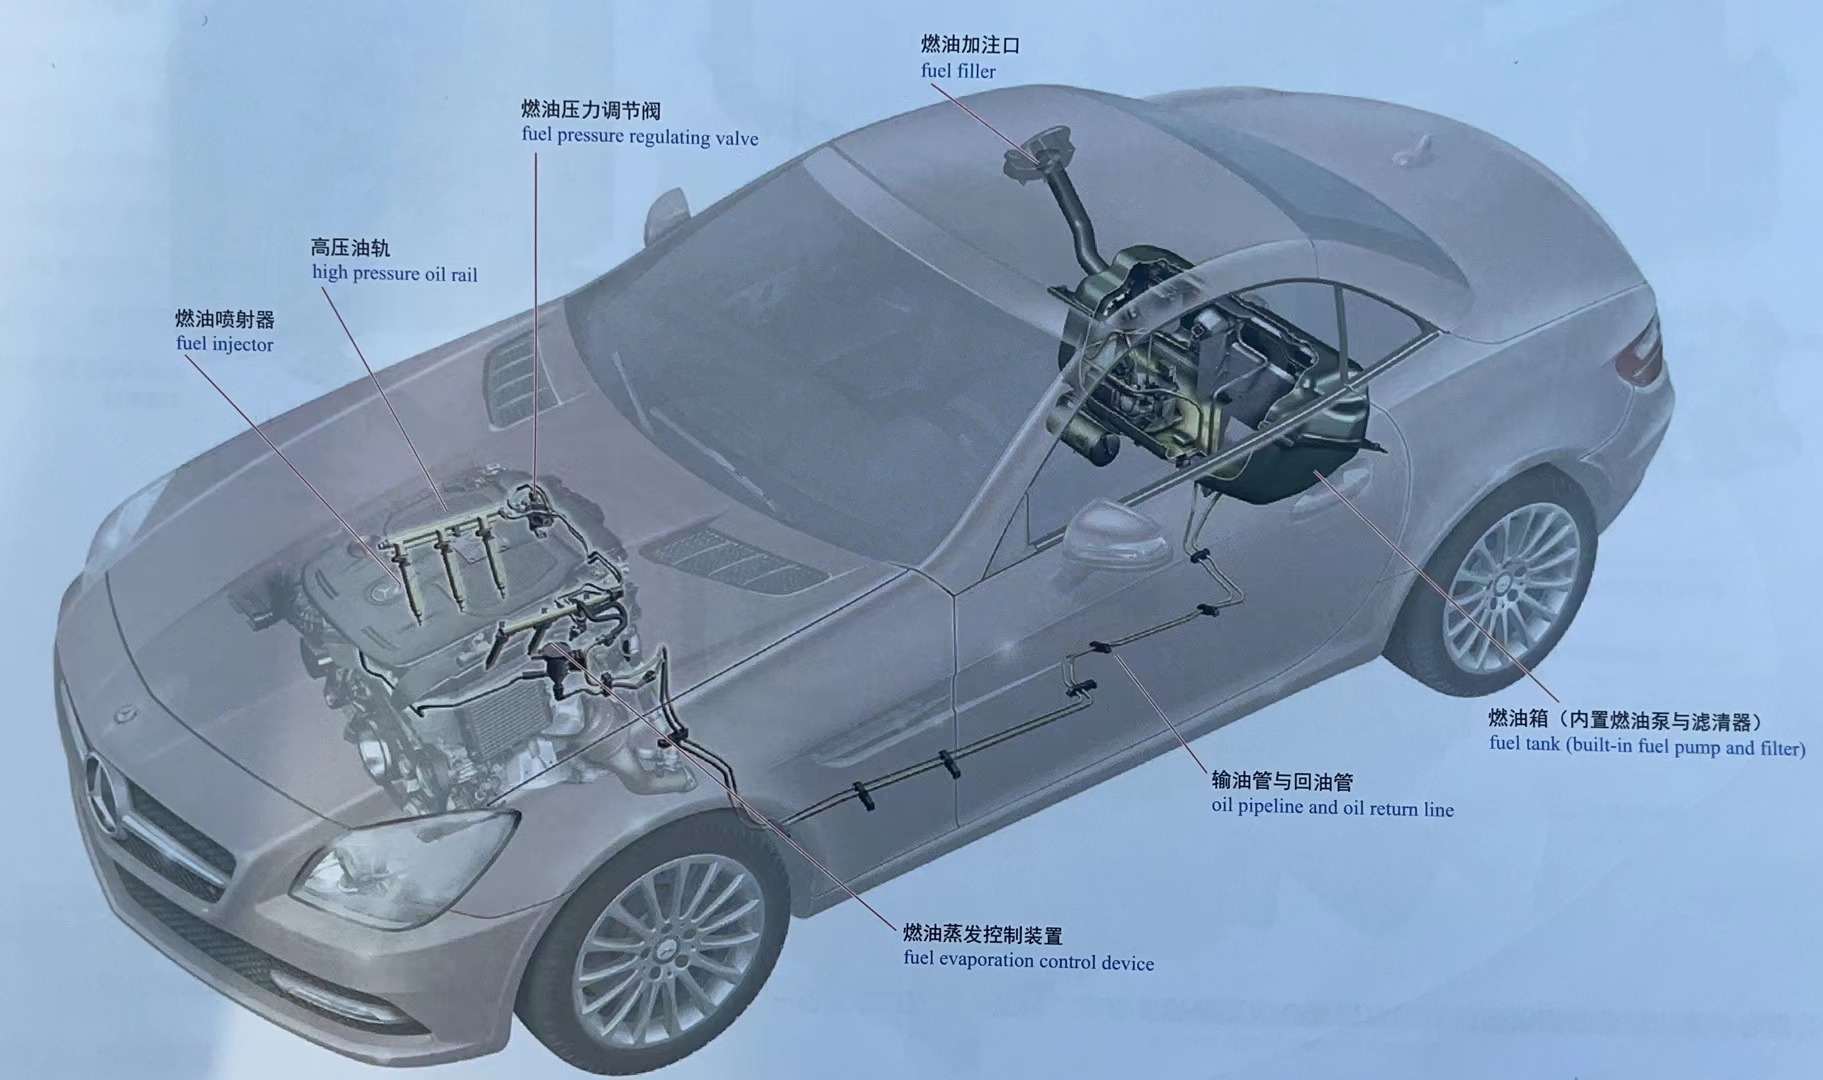 燃油加注口
fuel filler
燃油压力调节阀
fuel pressure regulating valve
高压油轨
high pressure oil rail
燃油喷射器
fuel injector
燃油箱（内置燃油泵与滤清器）
fuel tank (built-in fuel pump and filter)
输油管与回油管
oil pipeline and oil return line
燃油蒸发控制装置
fuel evaporation control device